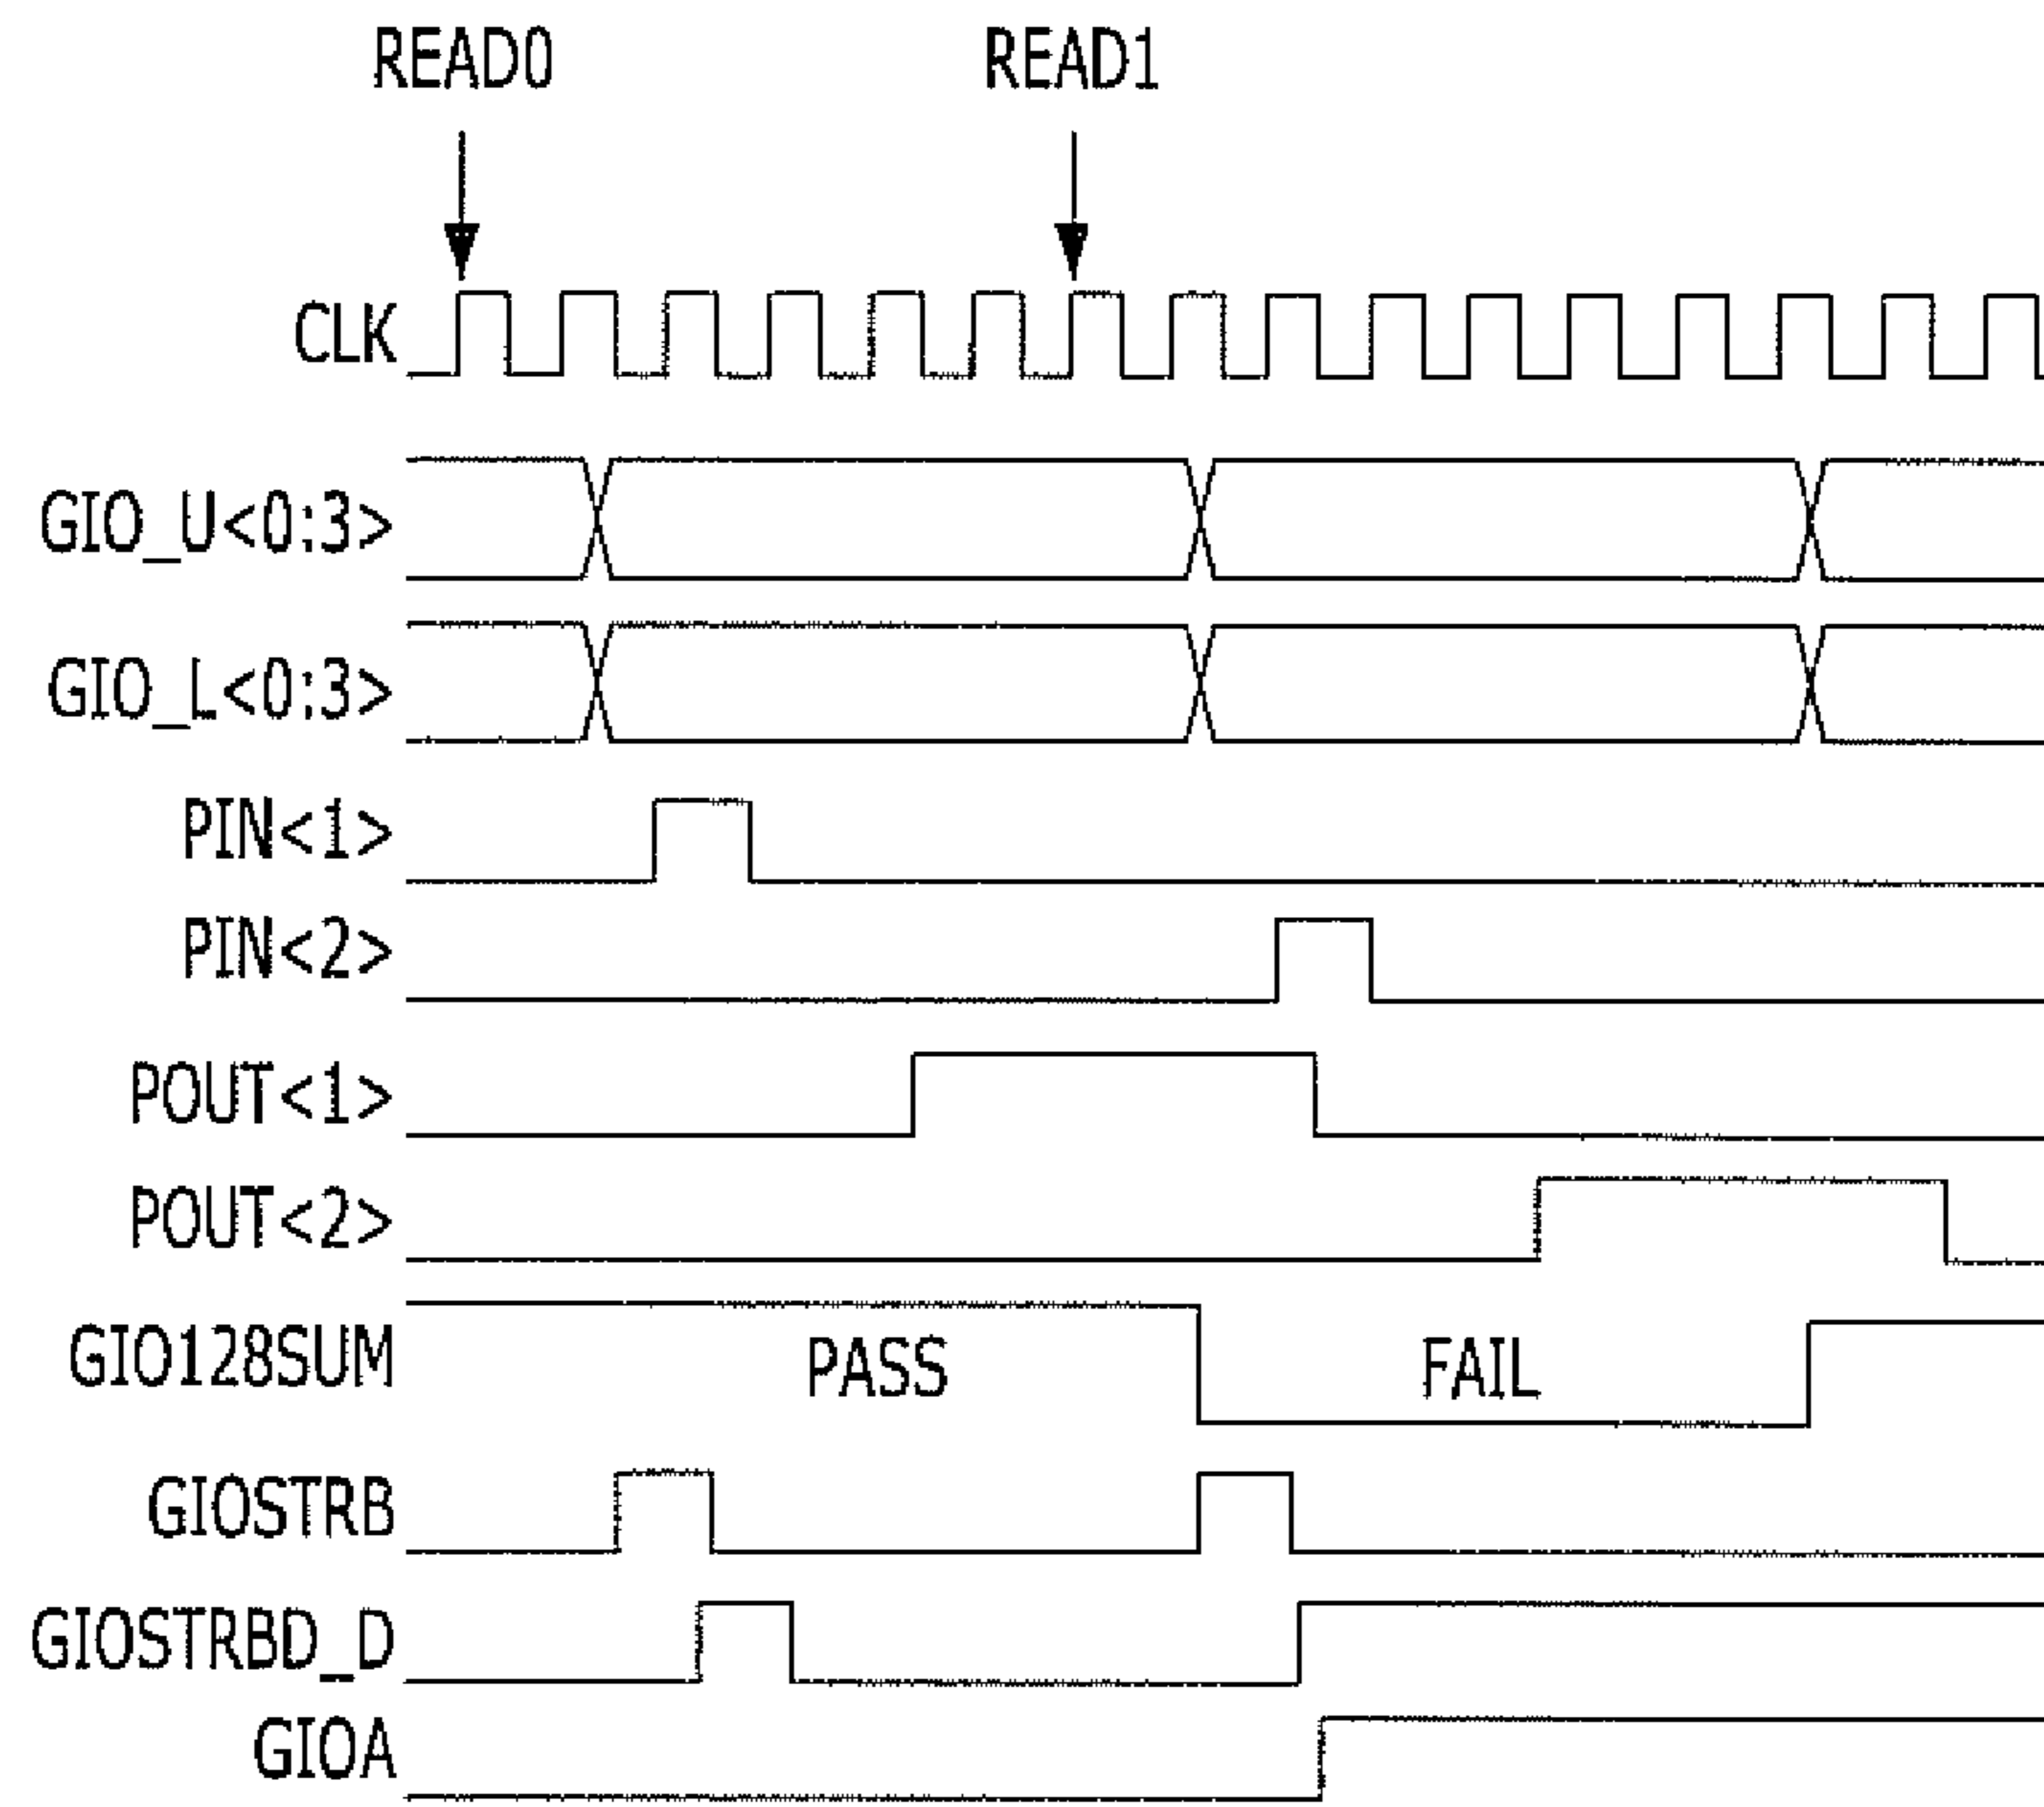 READ0 READ1
CLK
GIO_U<0:3>
GIO_L<0:3>
PIN<1>
PIN<2>
POUT<1>
POUT<2>
GIO128SUM PASS FAIL
GIOSTRB
GIOSTRBD_D
GIOA